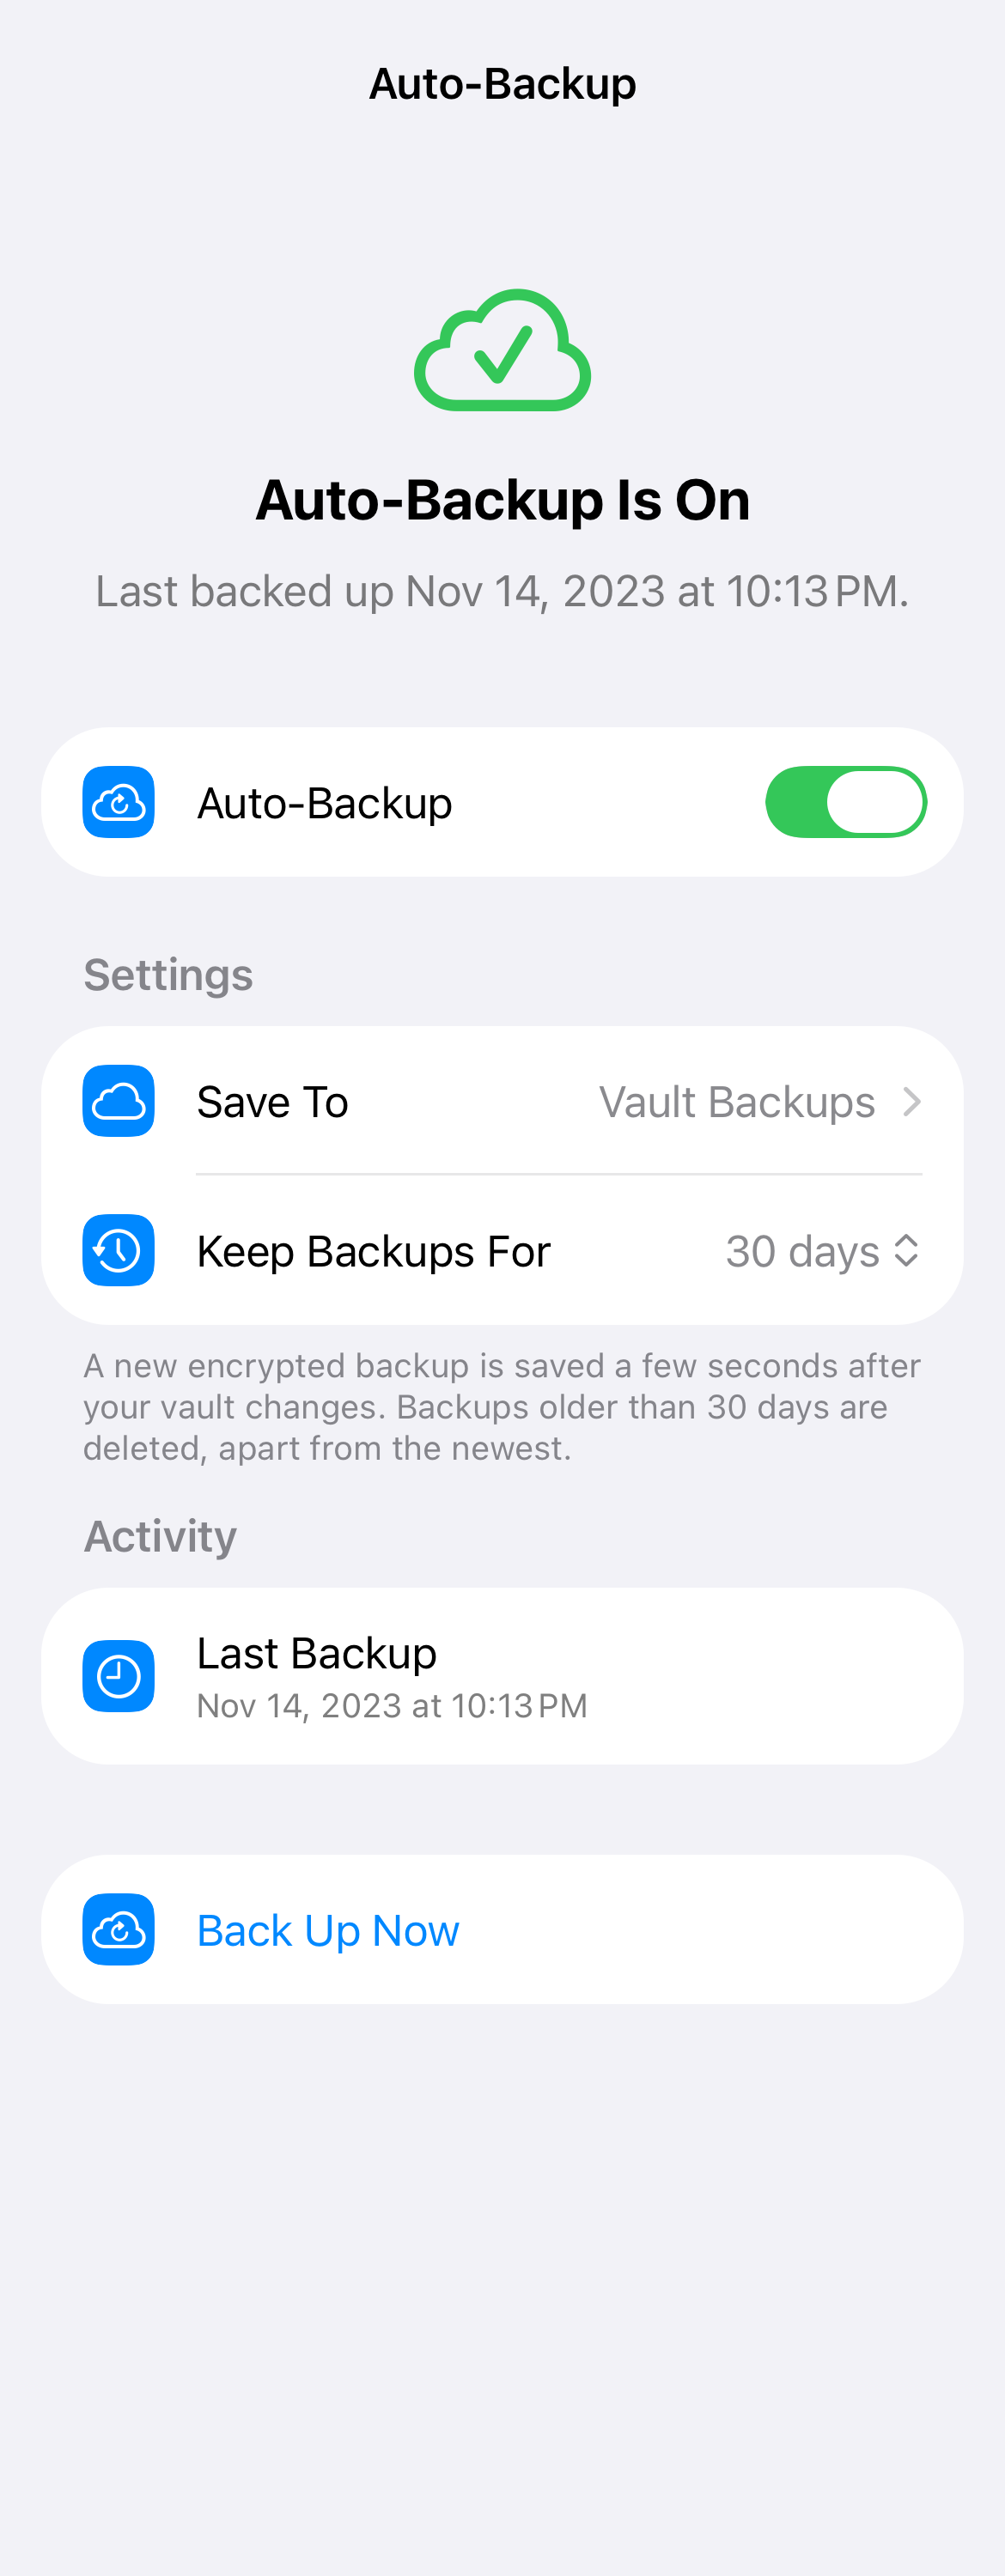 Auto-Backup
Auto-Backup Is On
Last backed up Nov 14, 2023 at 10:13 PM.
Auto-Backup
Settings
Save To Vault Backups
Keep Backups For 30 days
A new encrypted backup is saved a few seconds after
your vault changes. Backups older than 30 days are
deleted, apart from the newest.
Activity
Last Backup
Nov 14, 2023 at 10:13 PM
Back Up Now